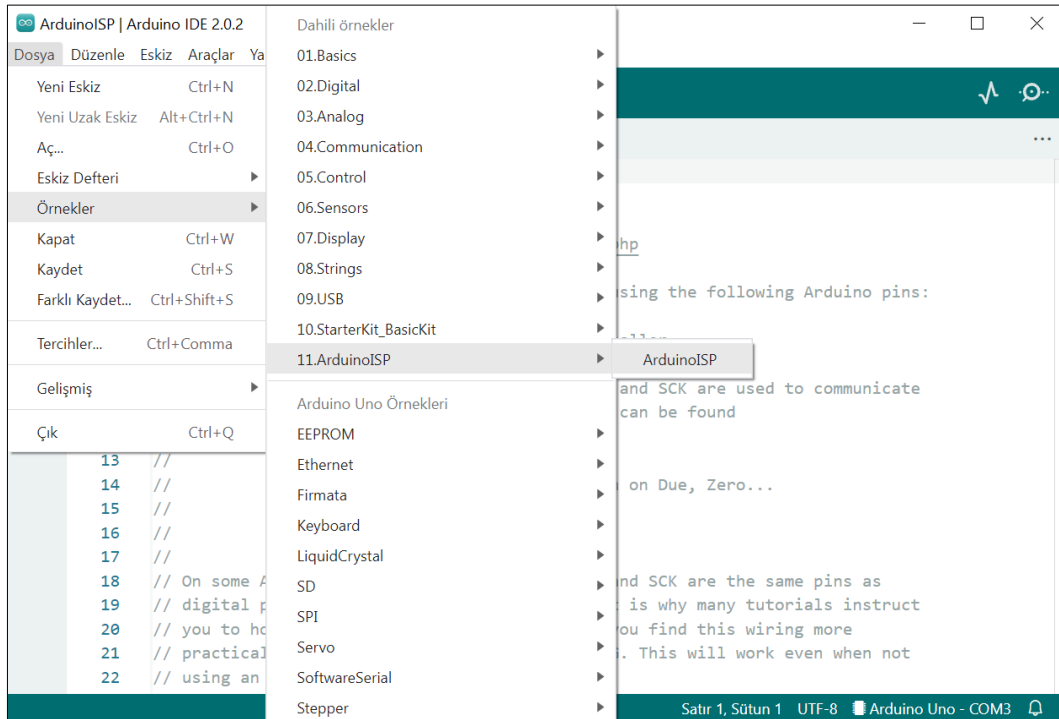 ArduinoISP | Arduino IDE 2.0.2
Dosya Düzenle Eskiz Araçlar Ya
Yeni Eskiz Ctrl+N
Yeni Uzak Eskiz Alt+Ctrl+N
Aç... Ctrl+O
Eskiz Defteri
Örnekler
Kapat Ctrl+W
Kaydet Ctrl+S
Farklı Kaydet... Ctrl+Shift+S
Tercihler... Ctrl+Comma
Gelişmiş
Çık Ctrl+Q
Dahili örnekler
01.Basics
02.Digital
03.Analog
04.Communication
05.Control
06.Sensors
07.Display
08.Strings
09.USB
10.StarterKit_BasicKit
11.ArduinoISP
Arduino Uno Örnekleri
EEPROM
Ethernet
Firmata
Keyboard
LiquidCrystal
SD
SPI
Servo
SoftwareSerial
Stepper
ArduinoISP
hp
using the following Arduino pins:
and SCK are used to communicate
can be found
13 //
14 // on Due, Zero...
15 //
16 //
17 //
18 // On some A nd SCK are the same pins as
19 // digital p is why many tutorials instruct
20 // you to ho you find this wiring more
21 // practical . This will work even when not
22 // using an
Satır 1, Sütun 1 UTF-8 Arduino Uno - COM3